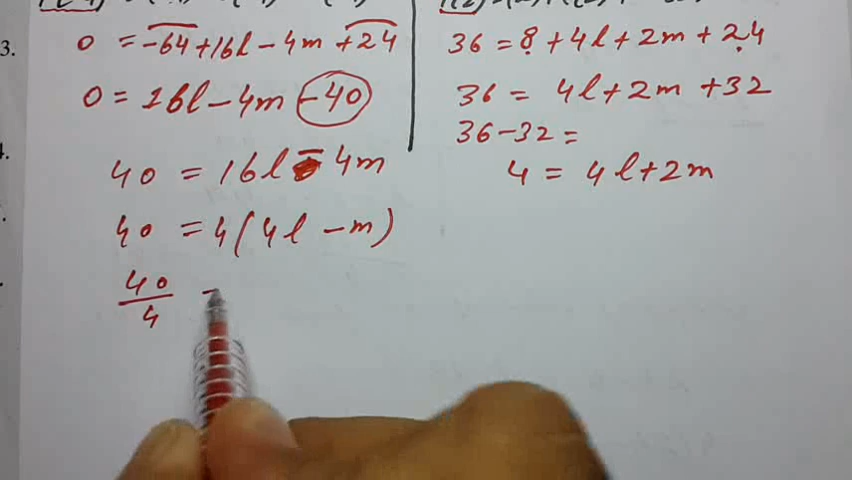 3.
0 = -64+16l - 4m +24
0 = 16l - 4m - 40
40 = 16l - 4m
40 = 4(4l - m)
40/4 =
36 = 8 + 4l + 2m + 24
36 = 4l + 2m + 32
36-32 =
4 = 4l+2m